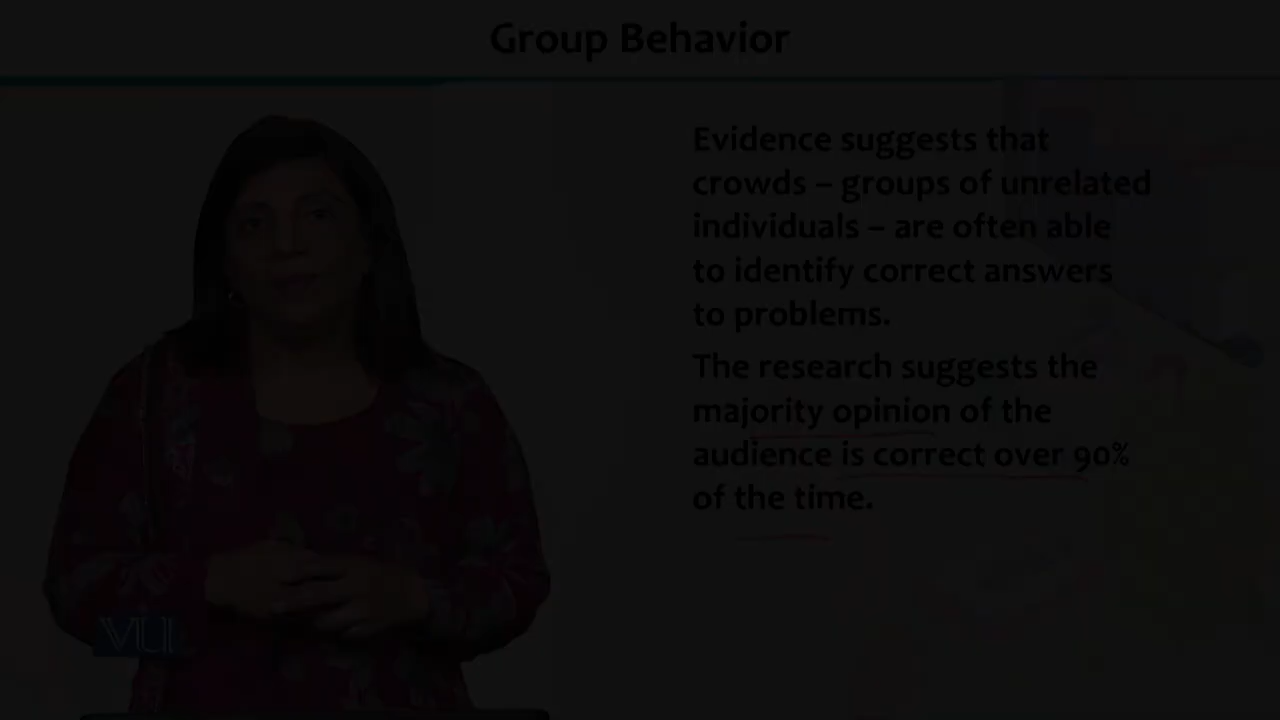 Group Behavior
Evidence suggests that
crowds – groups of unrelated
individuals – are often able
to identify correct answers
to problems.
The research suggests the
majority opinion of the
audience is correct over 90%
of the time.
VU